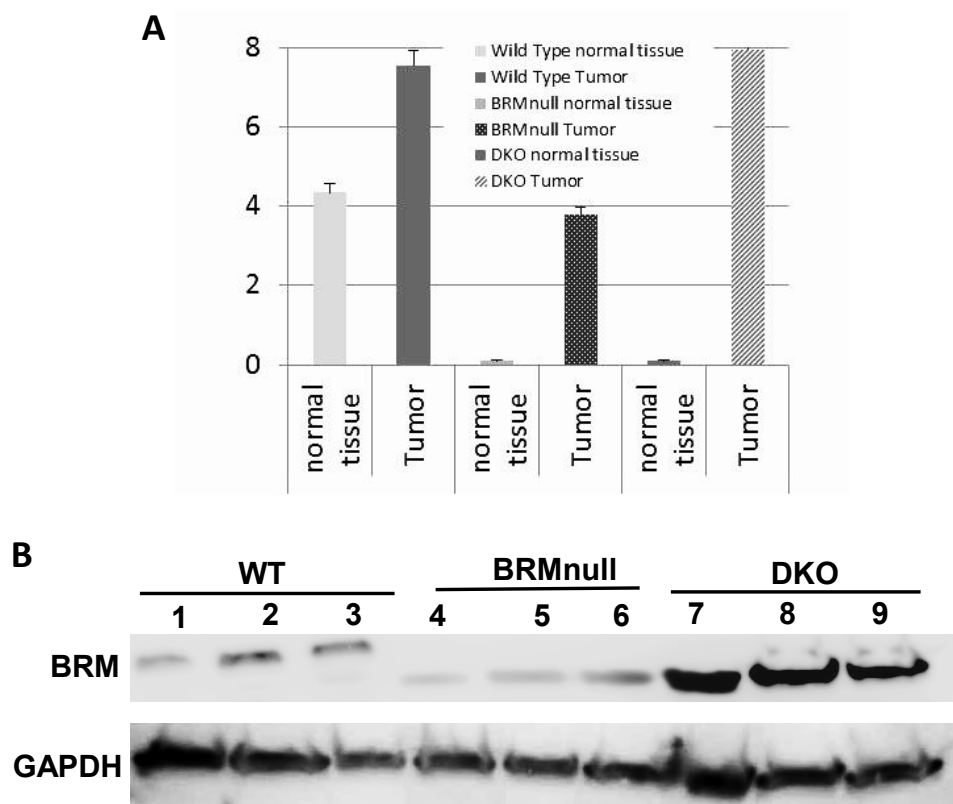 A
8
6
4
2
0
Wild Type normal tissue
Wild Type Tumor
BRMnull normal tissue
BRMnull Tumor
DKO normal tissue
DKO Tumor
normal tissue
Tumor
normal tissue
Tumor
normal tissue
Tumor
B
WT BRMnull DKO
1 2 3 4 5 6 7 8 9
BRM
GAPDH